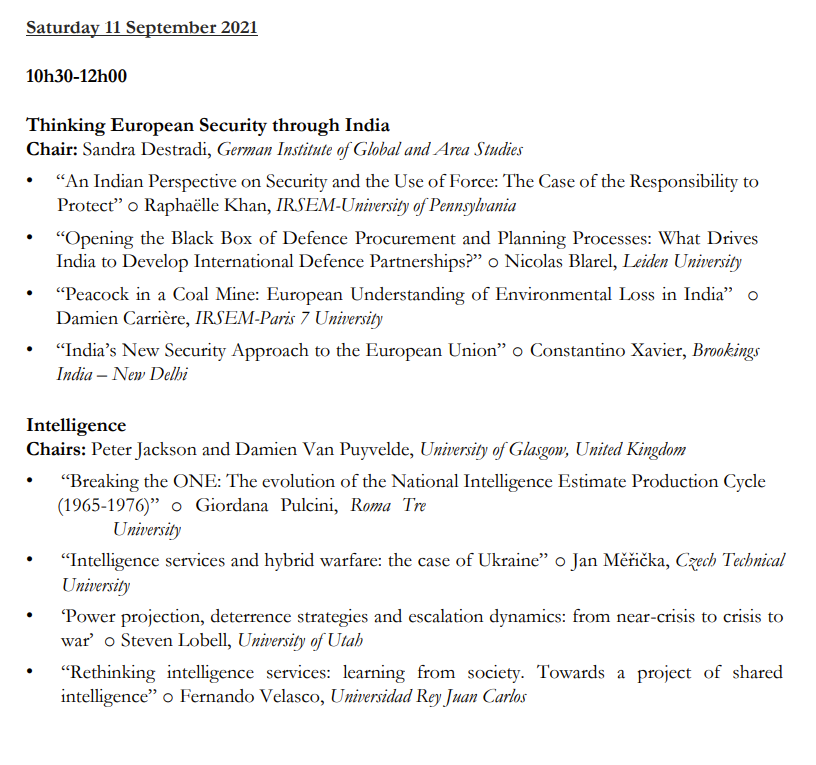 Saturday 11 September 2021
10h30-12h00
Thinking European Security through India
Chair: Sandra Destradi, German Institute of Global and Area Studies
• “An Indian Perspective on Security and the Use of Force: The Case of the Responsibility to
Protect” o Raphaëlle Khan, IRSEM-University of Pennsylvania
• “Opening the Black Box of Defence Procurement and Planning Processes: What Drives
India to Develop International Defence Partnerships?” o Nicolas Blarel, Leiden University
• “Peacock in a Coal Mine: European Understanding of Environmental Loss in India” o
Damien Carrière, IRSEM-Paris 7 University
• “India’s New Security Approach to the European Union” o Constantino Xavier, Brookings
India – New Delhi
Intelligence
Chairs: Peter Jackson and Damien Van Puyvelde, University of Glasgow, United Kingdom
• “Breaking the ONE: The evolution of the National Intelligence Estimate Production Cycle
(1965-1976)” o Giordana Pulcini, Roma Tre
University
• “Intelligence services and hybrid warfare: the case of Ukraine” o Jan Měřička, Czech Technical
University
• ‘Power projection, deterrence strategies and escalation dynamics: from near-crisis to crisis to
war’ o Steven Lobell, University of Utah
• “Rethinking intelligence services: learning from society. Towards a project of shared
intelligence” o Fernando Velasco, Universidad Rey Juan Carlos